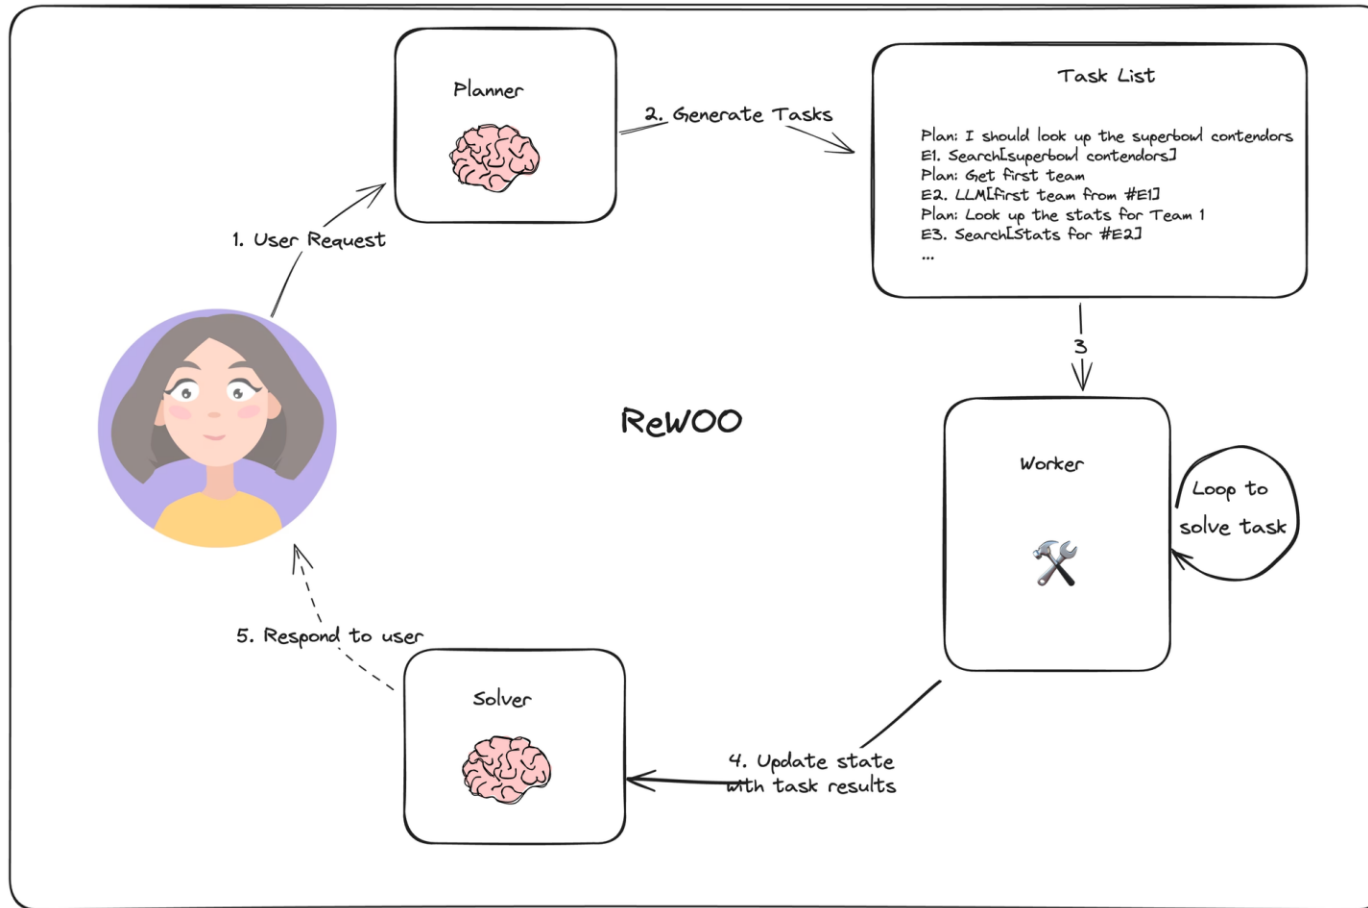 Planner
Task List
2. Generate Tasks
Plan: I should look up the superbowl contendors
E1. Search[superbowl contendors]
Plan: Get first team
E2. LLM[first team from #E1]
Plan: Look up the stats for Team 1
E3. Search[Stats for #E2]
...
1. User Request
3
ReWOO
Worker
Loop to
solve task
5. Respond to user
Solver
4. Update state
with task results